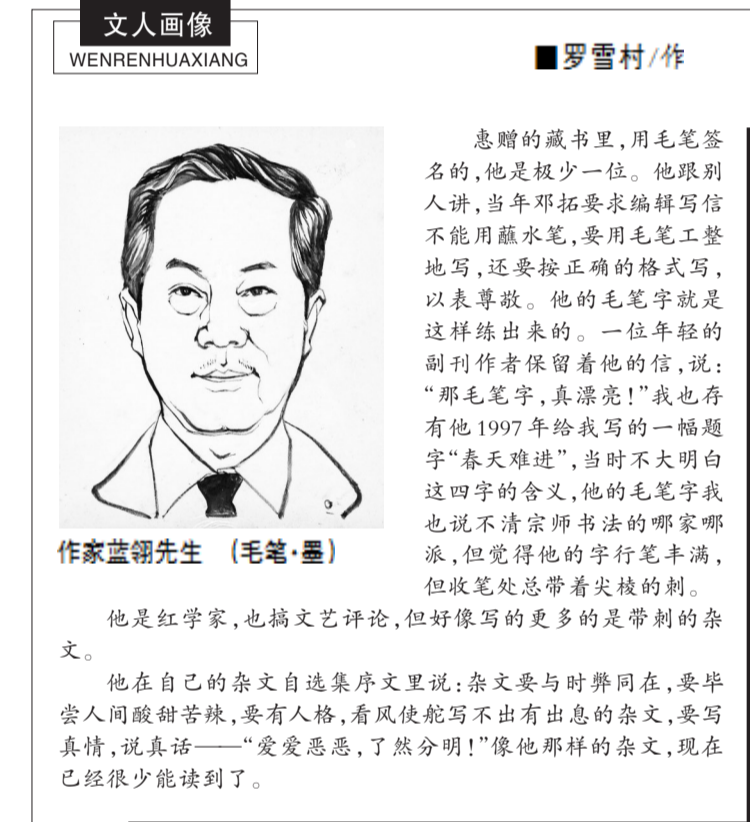 文人画像
WENRENHUAXIANG
■罗雪村/作
惠赠的藏书里,用毛笔签
名的,他是极少一位。他跟别
人讲,当年邓拓要求编辑写信
不能用蘸水笔,要用毛笔工整
地写,还要按正确的格式写,
以表尊敬。他的毛笔字就是
这样练出来的。一位年轻的
副刊作者保留着他的信,说:
“那毛笔字,真漂亮!”我也存
有他1997年给我写的一幅题
字“春天难进”,当时不大明白
这四字的含义,他的毛笔字我
也说不清宗师书法的哪家哪
派,但觉得他的字行笔丰满,
但收笔处总带着尖棱的刺。
作家蓝翎先生 (毛笔·墨)
他是红学家,也搞文艺评论,但好像写的更多的是带刺的杂
文。
他在自己的杂文自选集序文里说:杂文要与时弊同在,要毕
尝人间酸甜苦辣,要有人格,看风使舵写不出有出息的杂文,要写
真情,说真话——“爱爱恶恶,了然分明!”像他那样的杂文,现在
已经很少能读到了。